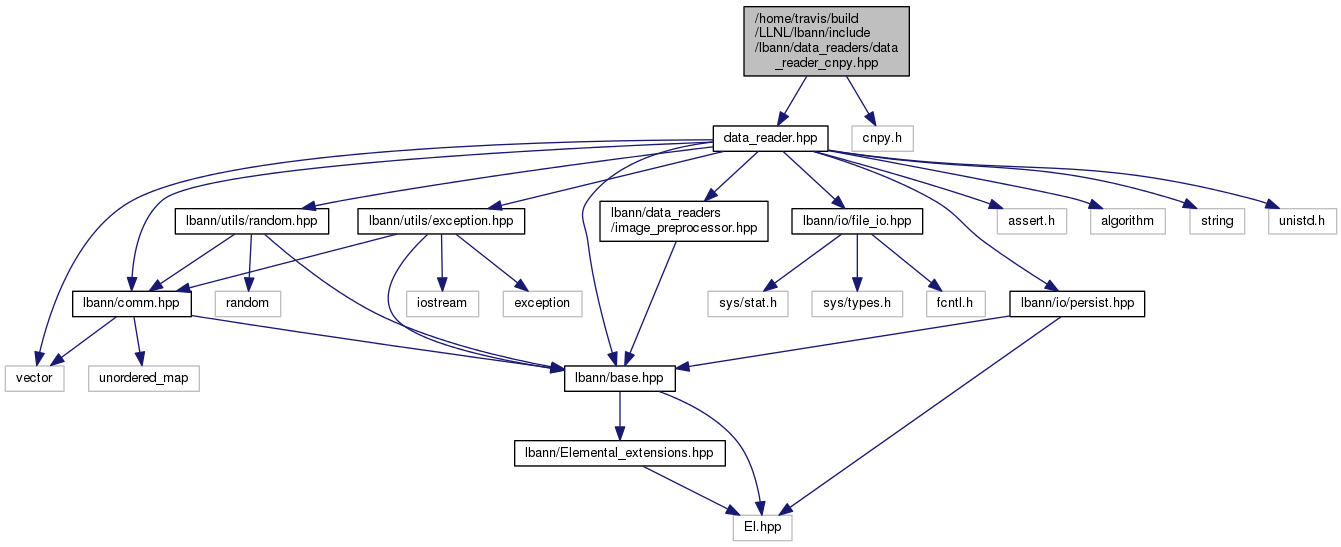 /home/travis/build
/LLNL/lbann/include
/lbann/data_readers/data
_reader_cnpy.hpp
data_reader.hpp
cnpy.h
lbann/utils/random.hpp
lbann/utils/exception.hpp
lbann/data_readers
/image_preprocessor.hpp
lbann/io/file_io.hpp
assert.h
algorithm
string
unistd.h
lbann/comm.hpp
random
iostream
exception
sys/stat.h
sys/types.h
fcntl.h
lbann/io/persist.hpp
vector
unordered_map
lbann/base.hpp
lbann/Elemental_extensions.hpp
El.hpp